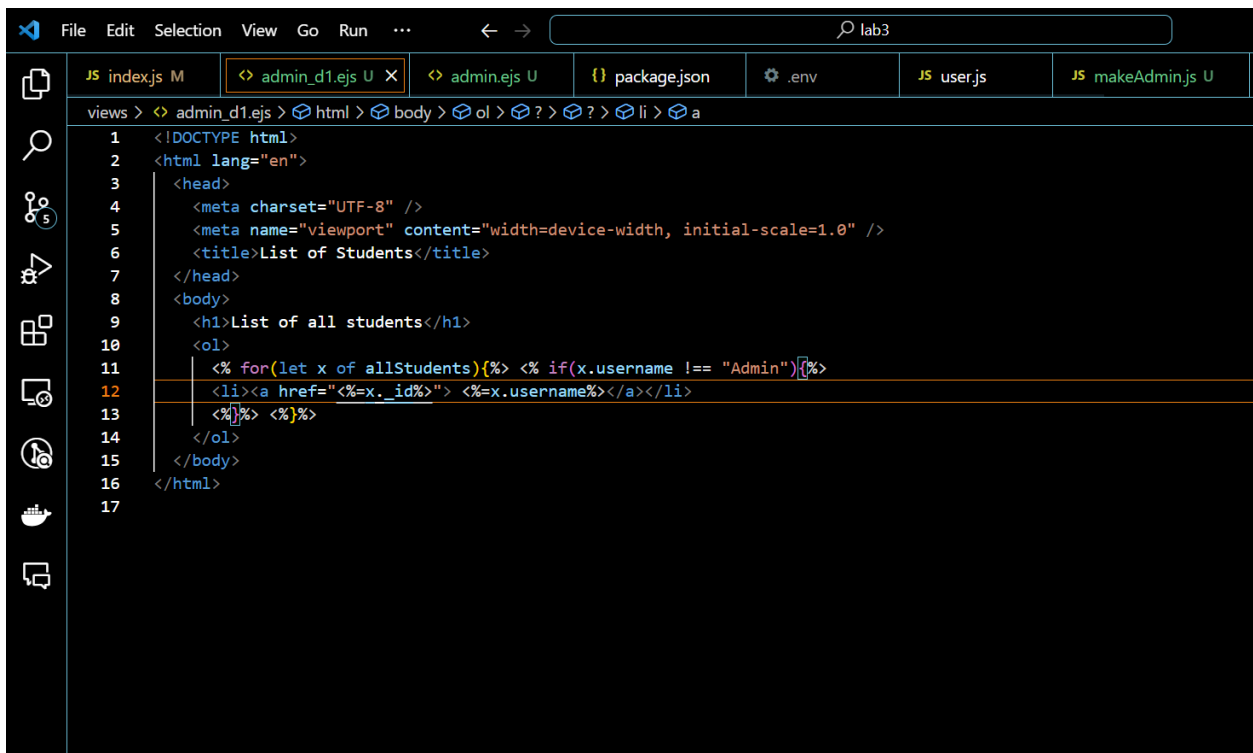 File Edit Selection View Go Run ··· ← → lab3
JS index.js M <> admin_d1.ejs U × <> admin.ejs U {} package.json .env JS user.js JS makeAdmin.js U
views > <> admin_d1.ejs > html > body > ol > ? > ? > li > a
1 <!DOCTYPE html>
2 <html lang="en">
3 <head>
4 <meta charset="UTF-8" />
5 <meta name="viewport" content="width=device-width, initial-scale=1.0" />
6 <title>List of Students</title>
7 </head>
8 <body>
9 <h1>List of all students</h1>
10 <ol>
11 <% for(let x of allStudents){%> <% if(x.username !== "Admin"){%>
12 <li><a href="<%=x._id%>"> <%=x.username%></a></li>
13 <%}%> <%}%>
14 </ol>
15 </body>
16 </html>
17
5